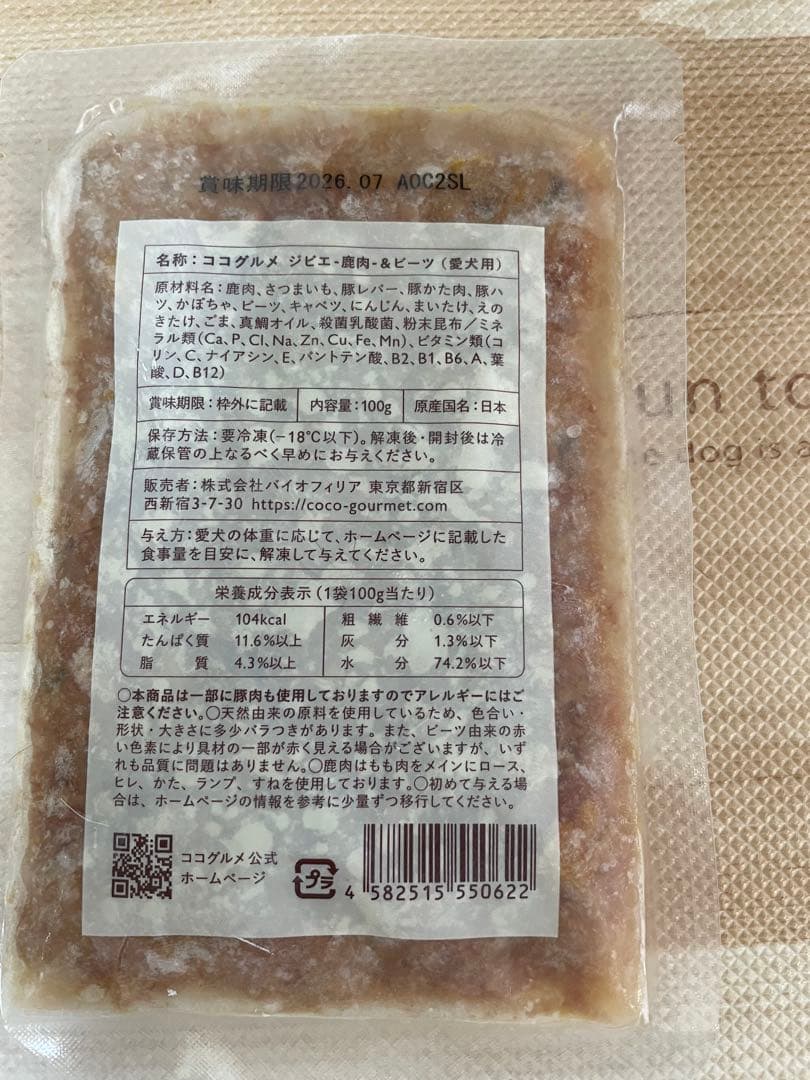 賞味期限2026.07 A0C2SL
名称：ココグルメ ジビエ-鹿肉-&ビーツ（愛犬用）
原材料名：鹿肉、さつまいも、豚レバー、豚かた肉、豚ハ
ツ、かぼちゃ、ビーツ、キャベツ、にんじん、まいたけ、えの
きたけ、ごま、真鯛オイル、殺菌乳酸菌、粉末昆布／ミネ
ラル類（Ca、P、Cl、Na、Zn、Cu、Fe、Mn）、ビタミン類（コ
リン、C、ナイアシン、E、パントテン酸、B2、B1、B6、A、葉
酸、D、B12）
賞味期限：枠外に記載 内容量：100g 原産国名：日本
保存方法：要冷凍（−18℃以下）。解凍後・開封後は冷
蔵保管の上なるべく早めにお与えください。
販売者：株式会社バイオフィリア 東京都新宿区
西新宿3-7-30 https://coco-gourmet.com
与え方：愛犬の体重に応じて、ホームページに記載した
食事量を目安に、解凍して与えてください。
栄養成分表示（1袋100g当たり）
エネルギー 104kcal 粗繊維 0.6%以下
たんぱく質 11.6%以上 灰分 1.3%以下
脂質 4.3%以上 水分 74.2%以下
○本商品は一部に豚肉も使用しておりますのでアレルギーにはご
注意ください。○天然由来の原料を使用しているため、色合い・
形状・大きさに多少バラつきがあります。また、ビーツ由来の赤
い色素により具材の一部が赤く見える場合がございますが、いず
れも品質に問題はありません。○鹿肉はもも肉をメインにロース、
ヒレ、かた、ランプ、すねを使用しております。○初めて与える場
合は、ホームページの情報を参考に少量ずつ移行してください。
ココグルメ公式
ホームページ
プラ
4 582515 550622
un to
dog is a